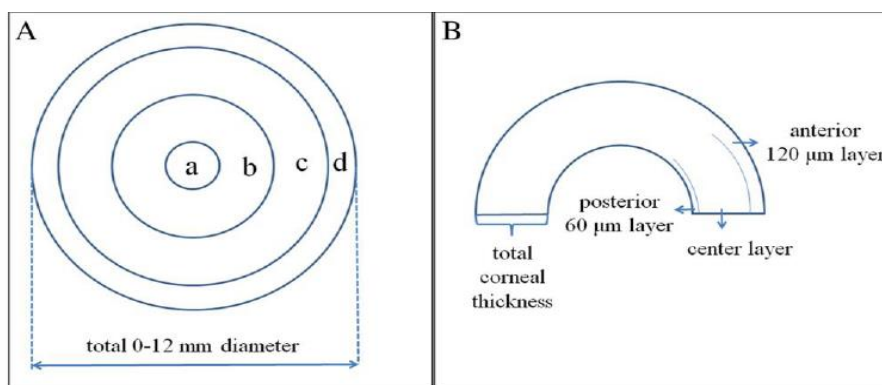 A
a b c d
total 0-12 mm diameter
B
anterior
120 μm layer
posterior
60 μm layer
center layer
total
corneal
thickness